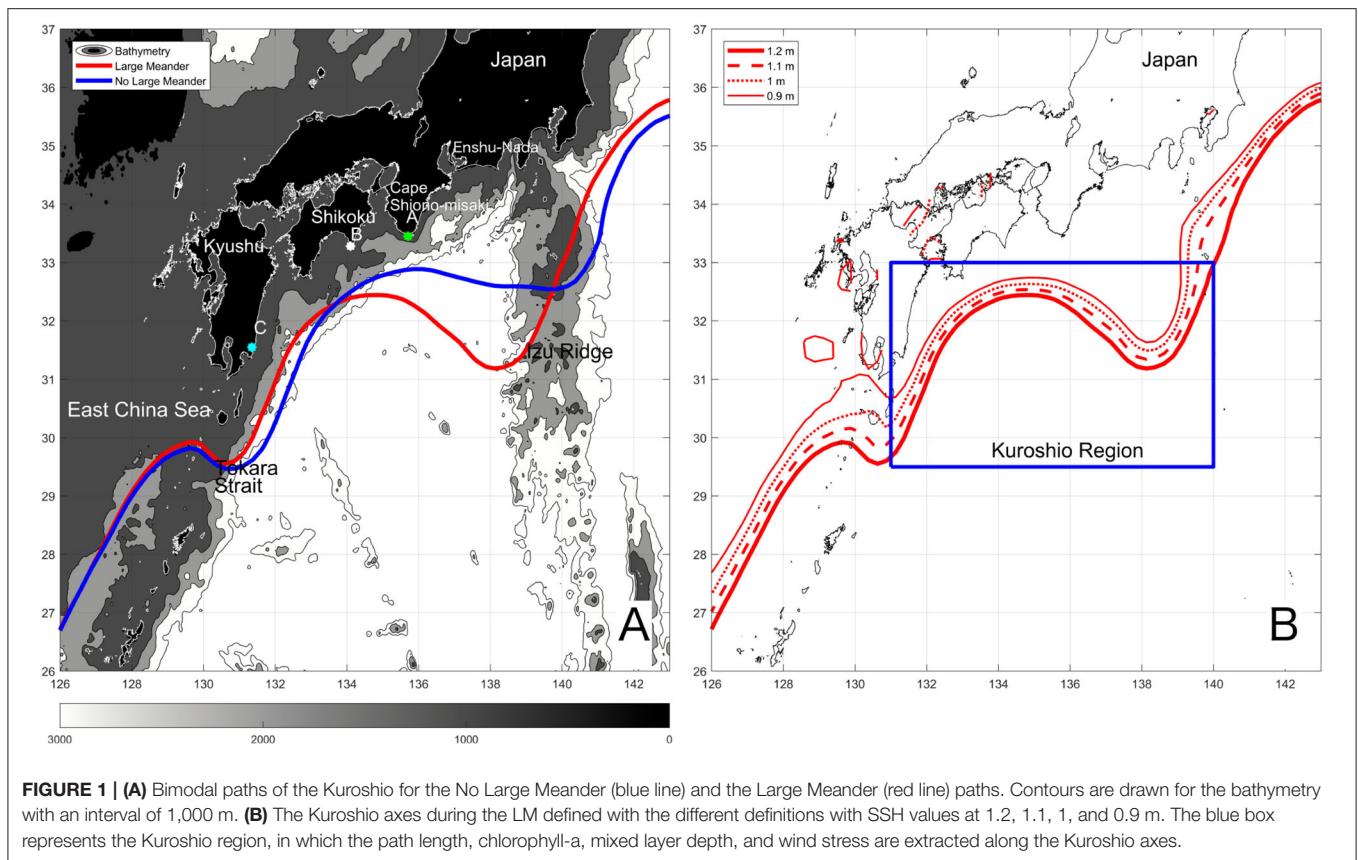 Bathymetry
Large Meander
No Large Meander
Japan
Enshu-Nada
Cape
Shiono-misaki
A
Shikoku
B
Kyushu
C
Izu Ridge
East China Sea
Tokara
Strait
A
37
36
35
34
33
32
31
30
29
28
27
26
126 128 130 132 134 136 138 140 142
3000 2000 1000 0
1.2 m
1.1 m
1 m
0.9 m
Japan
Kuroshio Region
B
37
36
35
34
33
32
31
30
29
28
27
26
126 128 130 132 134 136 138 140 142
FIGURE 1 | (A) Bimodal paths of the Kuroshio for the No Large Meander (blue line) and the Large Meander (red line) paths. Contours are drawn for the bathymetry
with an interval of 1,000 m. (B) The Kuroshio axes during the LM defined with the different definitions with SSH values at 1.2, 1.1, 1, and 0.9 m. The blue box
represents the Kuroshio region, in which the path length, chlorophyll-a, mixed layer depth, and wind stress are extracted along the Kuroshio axes.